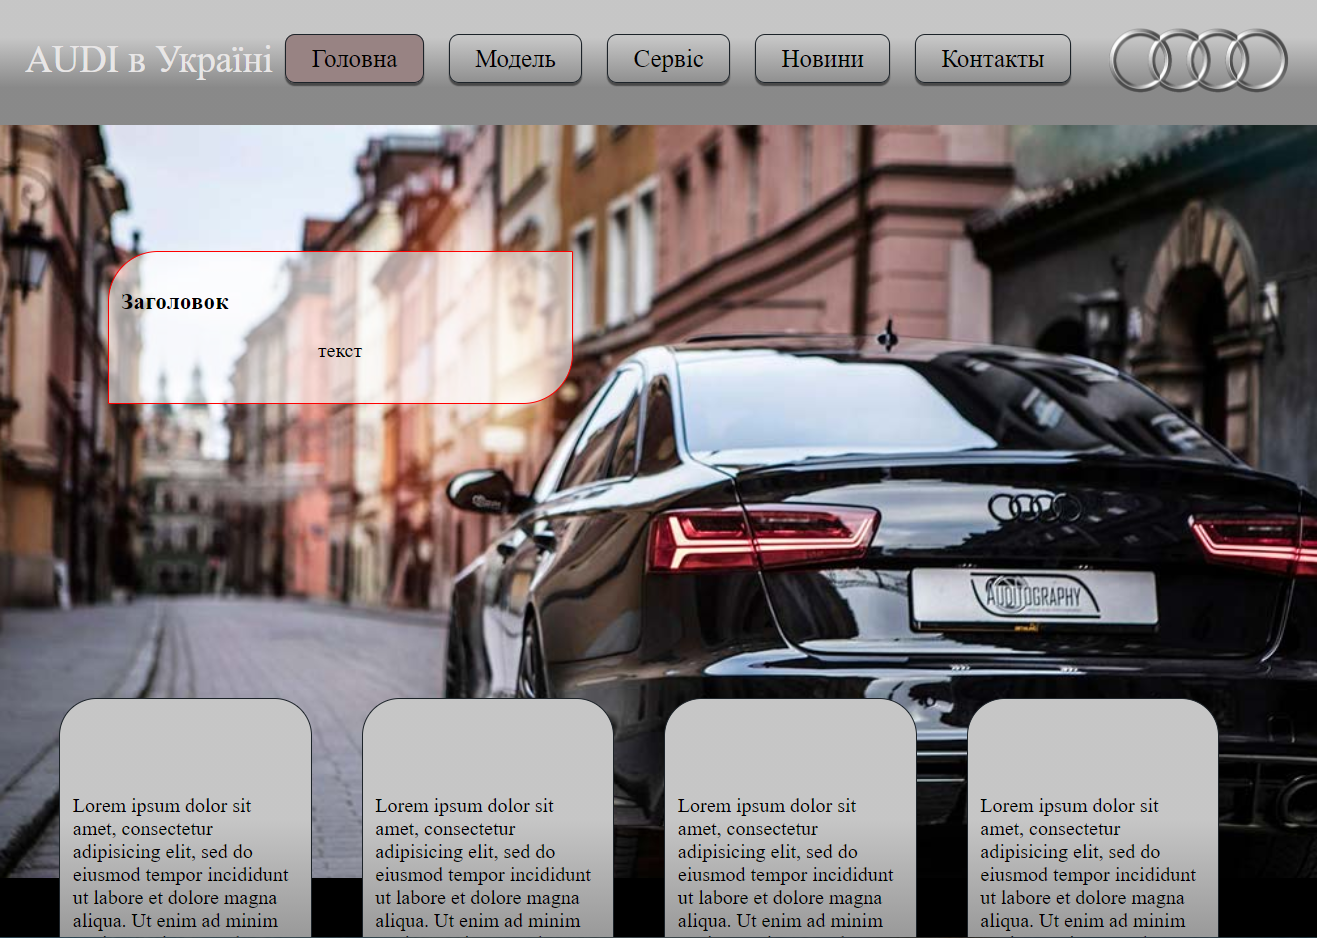 AUDI в Україні
Головна
Модель
Сервіс
Новини
Контакты
Заголовок
текст
AUDITOGRAPHY
Lorem ipsum dolor sit
amet, consectetur
adipisicing elit, sed do
eiusmod tempor incididunt
ut labore et dolore magna
aliqua. Ut enim ad minim
Lorem ipsum dolor sit
amet, consectetur
adipisicing elit, sed do
eiusmod tempor incididunt
ut labore et dolore magna
aliqua. Ut enim ad minim
Lorem ipsum dolor sit
amet, consectetur
adipisicing elit, sed do
eiusmod tempor incididunt
ut labore et dolore magna
aliqua. Ut enim ad minim
Lorem ipsum dolor sit
amet, consectetur
adipisicing elit, sed do
eiusmod tempor incididunt
ut labore et dolore magna
aliqua. Ut enim ad minim